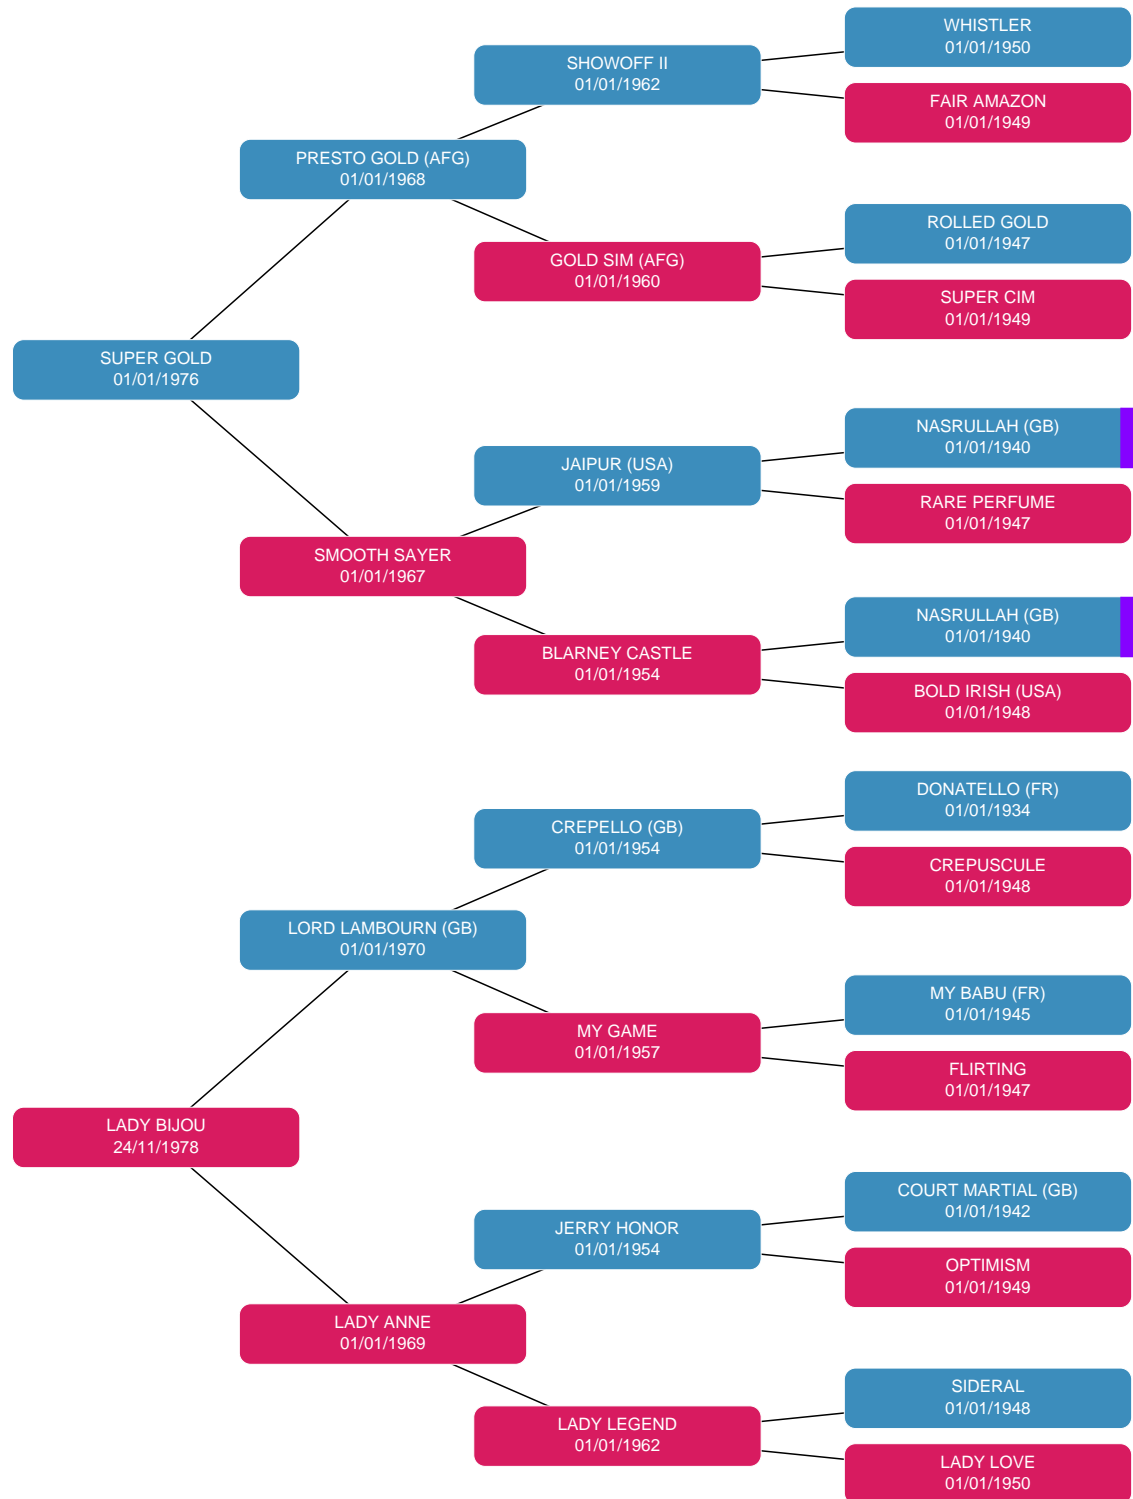 WHISTLER
01/01/1950
SHOWOFF II
01/01/1962
FAIR AMAZON
01/01/1949
PRESTO GOLD (AFG)
01/01/1968
ROLLED GOLD
01/01/1947
GOLD SIM (AFG)
01/01/1960
SUPER CIM
01/01/1949
SUPER GOLD
01/01/1976
NASRULLAH (GB)
01/01/1940
JAIPUR (USA)
01/01/1959
RARE PERFUME
01/01/1947
SMOOTH SAYER
01/01/1967
NASRULLAH (GB)
01/01/1940
BLARNEY CASTLE
01/01/1954
BOLD IRISH (USA)
01/01/1948
DONATELLO (FR)
01/01/1934
CREPELLO (GB)
01/01/1954
CREPUSCULE
01/01/1948
LORD LAMBOURN (GB)
01/01/1970
MY BABU (FR)
01/01/1945
MY GAME
01/01/1957
FLIRTING
01/01/1947
LADY BIJOU
24/11/1978
COURT MARTIAL (GB)
01/01/1942
JERRY HONOR
01/01/1954
OPTIMISM
01/01/1949
LADY ANNE
01/01/1969
SIDERAL
01/01/1948
LADY LEGEND
01/01/1962
LADY LOVE
01/01/1950